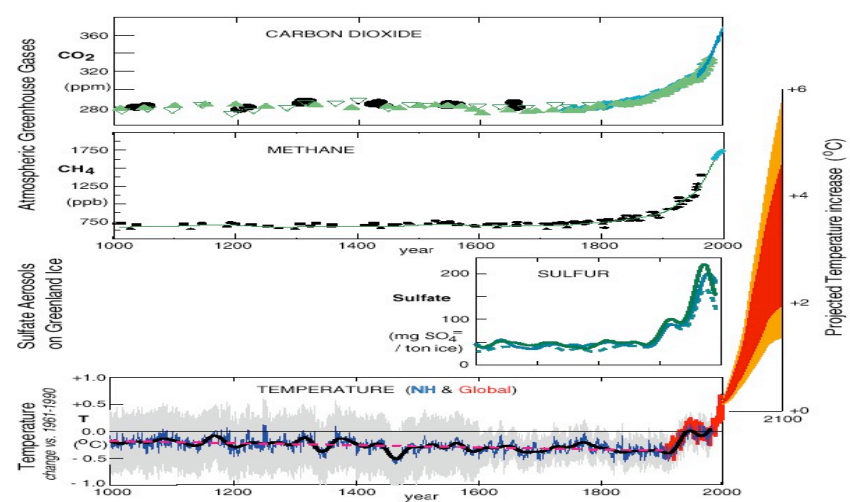 Atmospheric Greenhouse Gases
CARBON DIOXIDE
360
CO2
320
(ppm)
280
METHANE
1750
CH4
1250
(ppb)
750
1000 1200 1400 1600 1800 2000
year
Sulfate Aerosols
on Greenland Ice
SULFUR
200
Sulfate
100
(mg SO4=
/ ton ice)
0
Temperature
change vs. 1961-1990
TEMPERATURE (NH & Global)
+1.0
+0.5
T
0.0
(oC)
-0.5
-1.0
1000 1200 1400 1600 1800 2000
year
+6
+4
+2
+0
2100
Projected Temperature increase (oC)